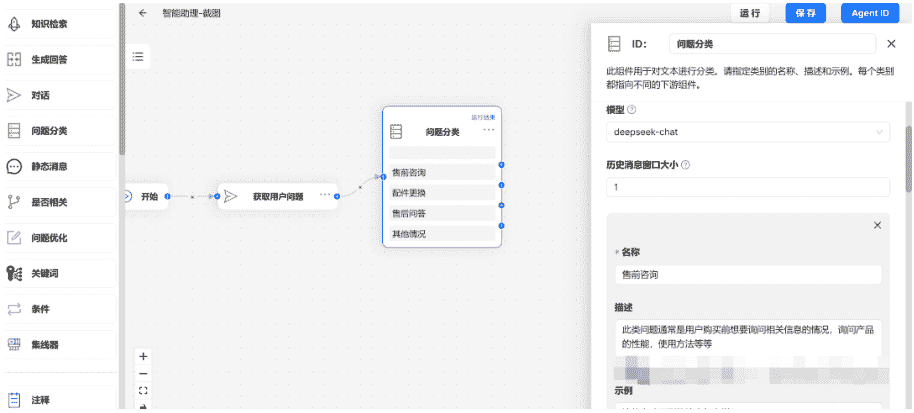 知识检索
生成回答
对话
问题分类
静态消息
是否相关
问题优化
关键词
条件
集线器
注释
智能助理-截图
运行
保存
Agent ID
开始
获取用户问题
运行结果
问题分类
售前咨询
配件更换
售后问答
其他情况
ID：
问题分类
此组件用于对文本进行分类。请指定类别的名称、描述和示例。每个类别
都指向不同的下游组件。
模型
deepseek-chat
历史消息窗口大小
1
* 名称
售前咨询
描述
此类问题通常是用户购买前想要询问相关信息的情况，询问产品
的性能，使用方法等等
示例